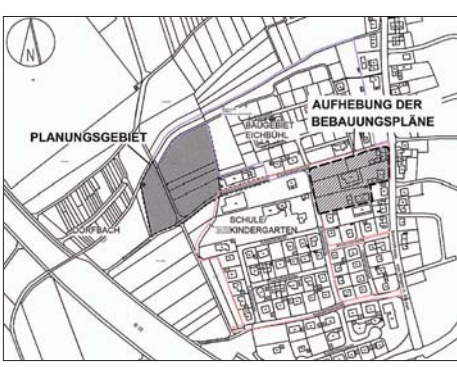 N
AUFHEBUNG DER
BEBAUUNGSPLÄNE
PLANUNGSGEBIET
BAUGEBIET
EICHBÜHL
DORFBACH
SCHULE/
KINDERGARTEN